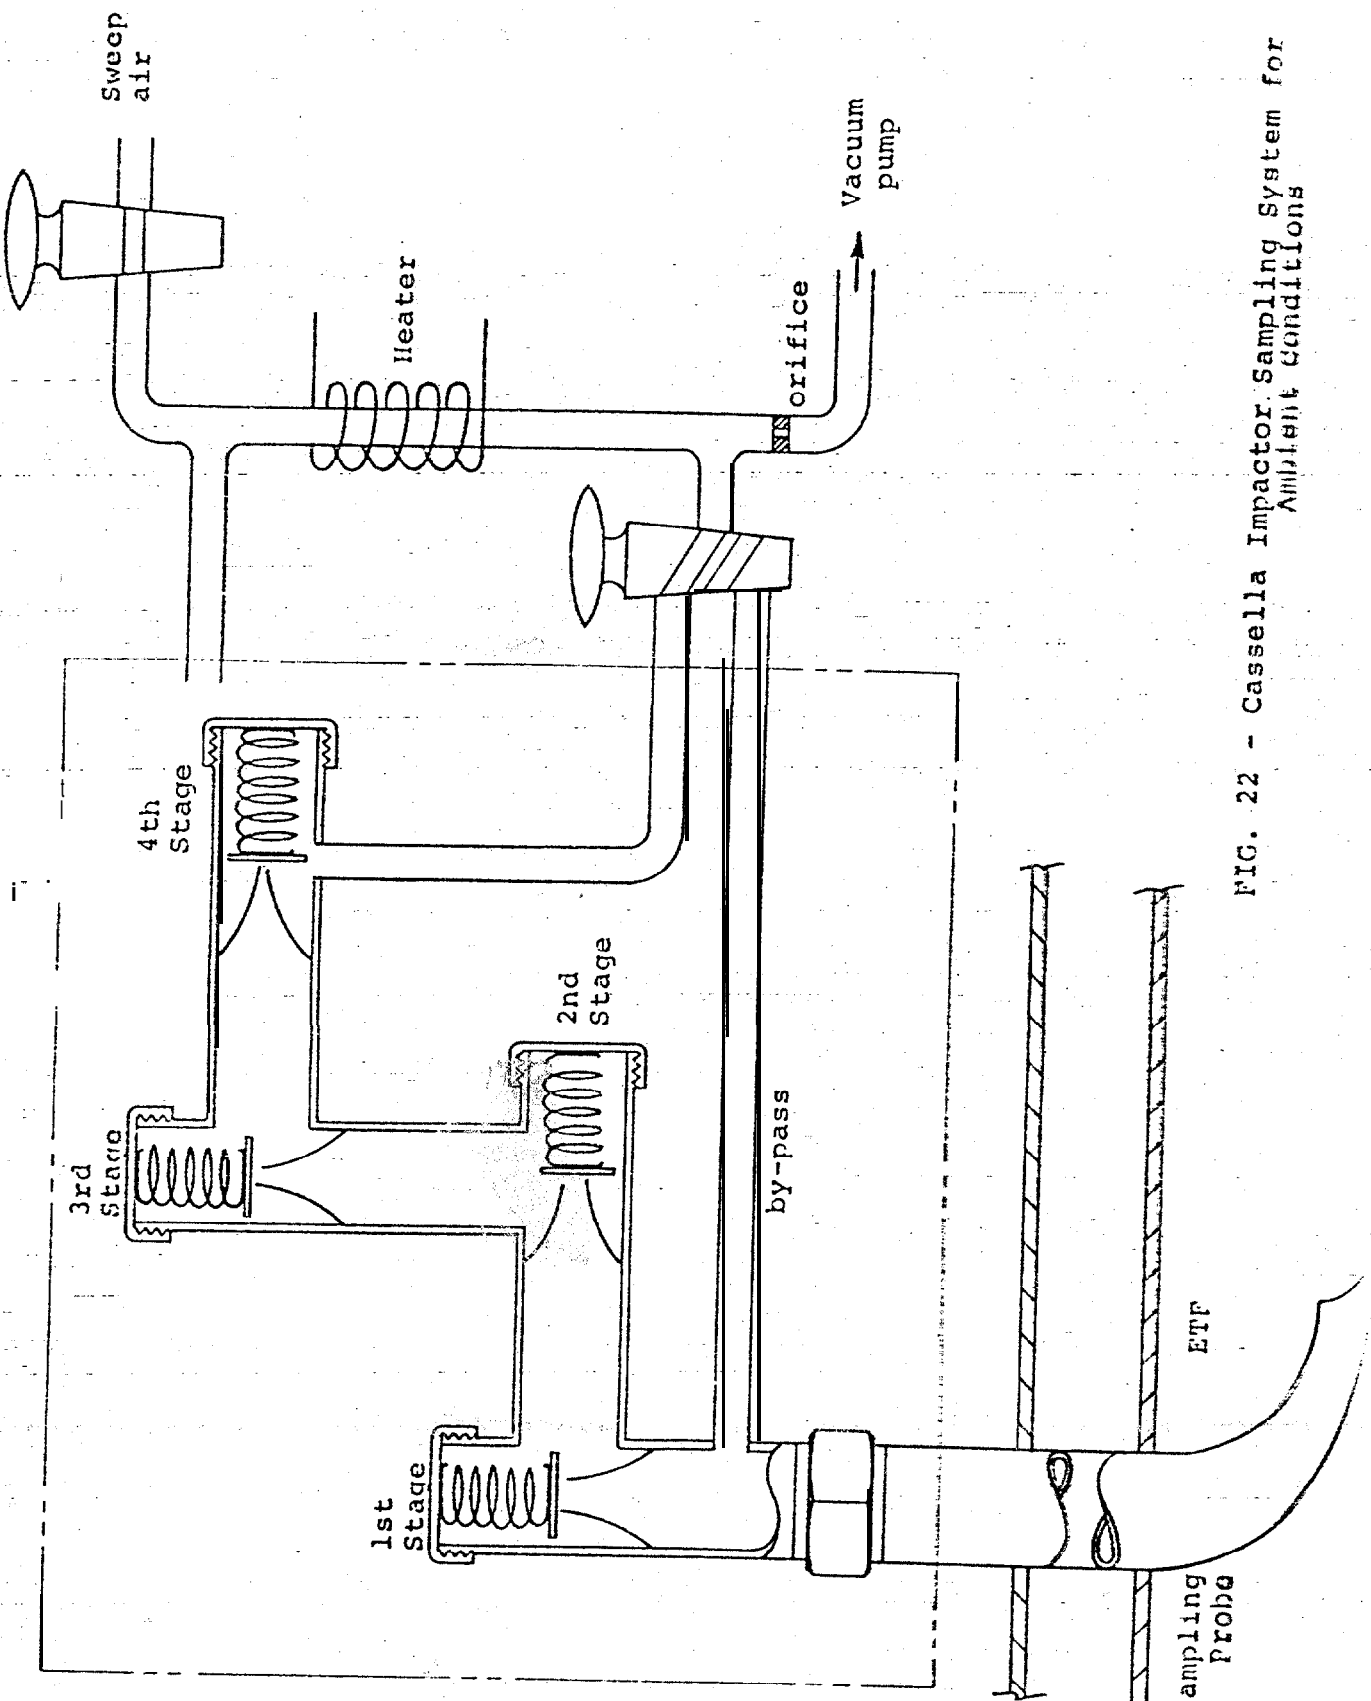 Sweep
air
Heater
Vacuum
pump
orifice
4th
Stage
3rd
Stage
2nd
Stage
1st
Stage
by-pass
ETF
ampling
Probe
FIG. 22 - Cassella Impactor Sampling System for
Ambient Conditions